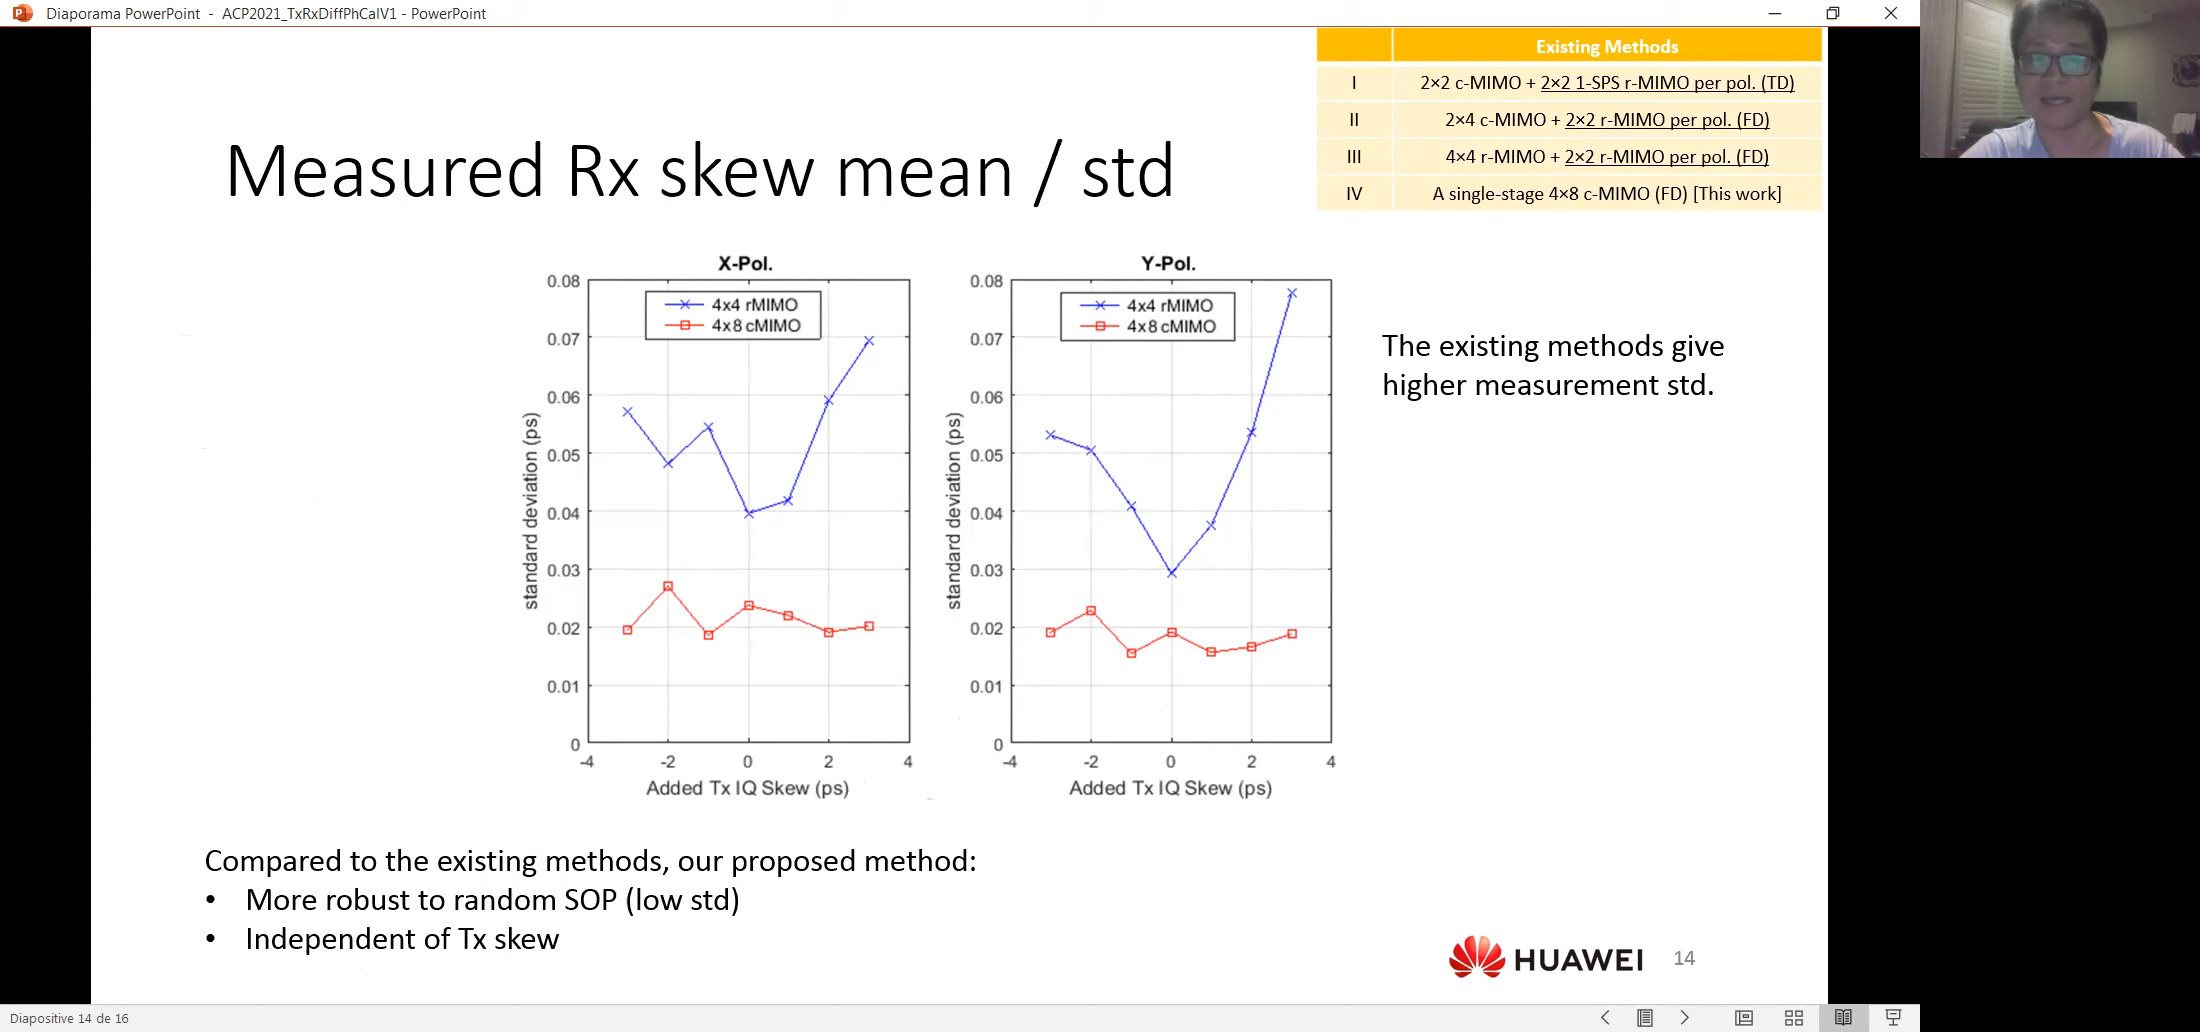 Diaporama PowerPoint - ACP2021_TxRxDiffPhCalV1 - PowerPoint
Existing Methods
I 2×2 c-MIMO + 2×2 1-SPS r-MIMO per pol. (TD)
II 2×4 c-MIMO + 2×2 r-MIMO per pol. (FD)
III 4×4 r-MIMO + 2×2 r-MIMO per pol. (FD)
IV A single-stage 4×8 c-MIMO (FD) [This work]
Measured Rx skew mean / std
X-Pol.
4x4 rMIMO
4x8 cMIMO
0.08
0.07
0.06
0.05
0.04
0.03
0.02
0.01
0
standard deviation (ps)
-4 -2 0 2 4
Added Tx IQ Skew (ps)
Y-Pol.
4x4 rMIMO
4x8 cMIMO
0.08
0.07
0.06
0.05
0.04
0.03
0.02
0.01
0
standard deviation (ps)
-4 -2 0 2 4
Added Tx IQ Skew (ps)
The existing methods give
higher measurement std.
Compared to the existing methods, our proposed method:
• More robust to random SOP (low std)
• Independent of Tx skew
HUAWEI
14
Diapositive 14 de 16